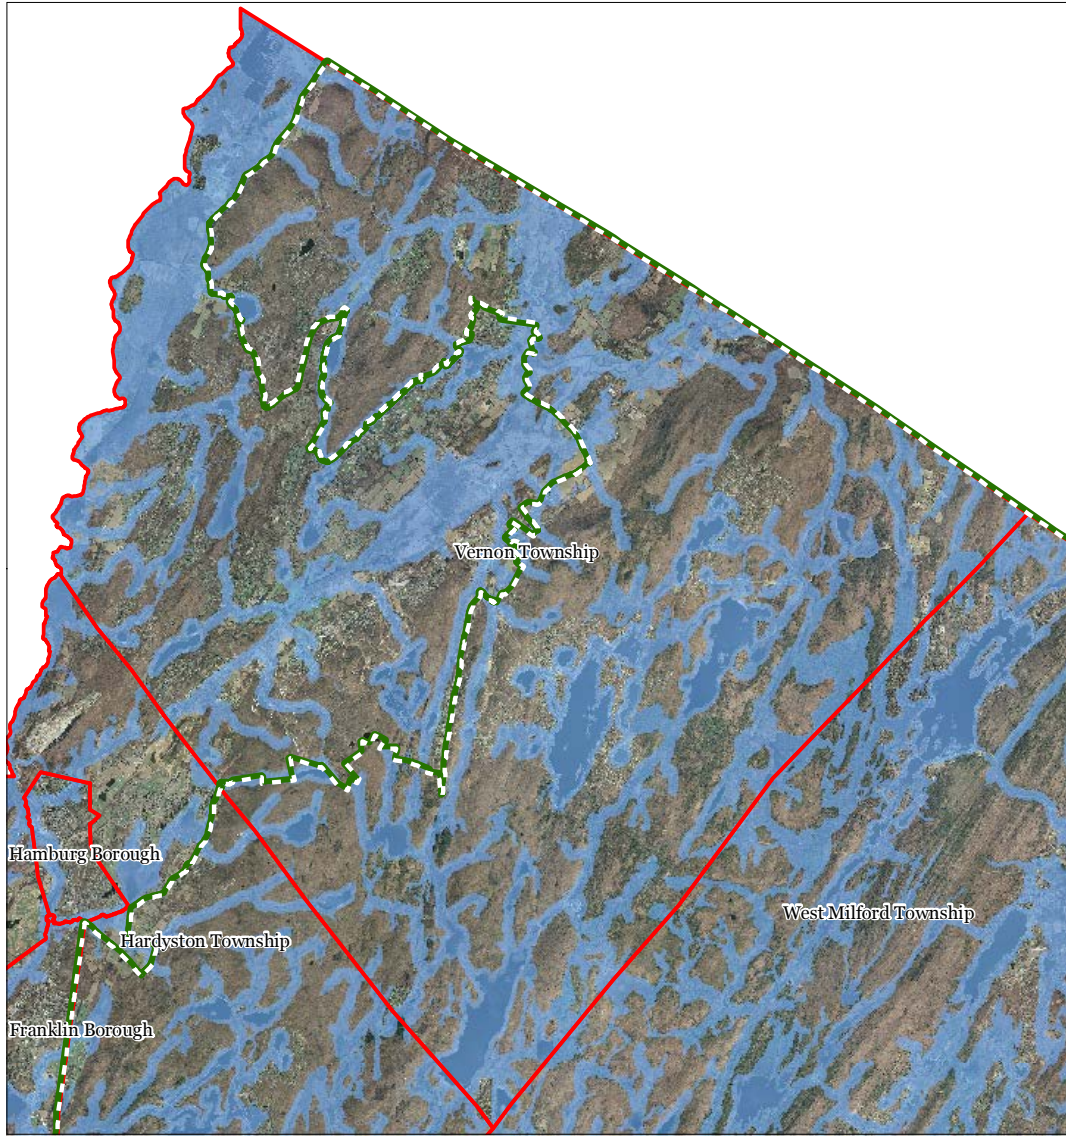 Vernon Township
Hamburg Borough
West Milford Township
Hardyston Township
Franklin Borough